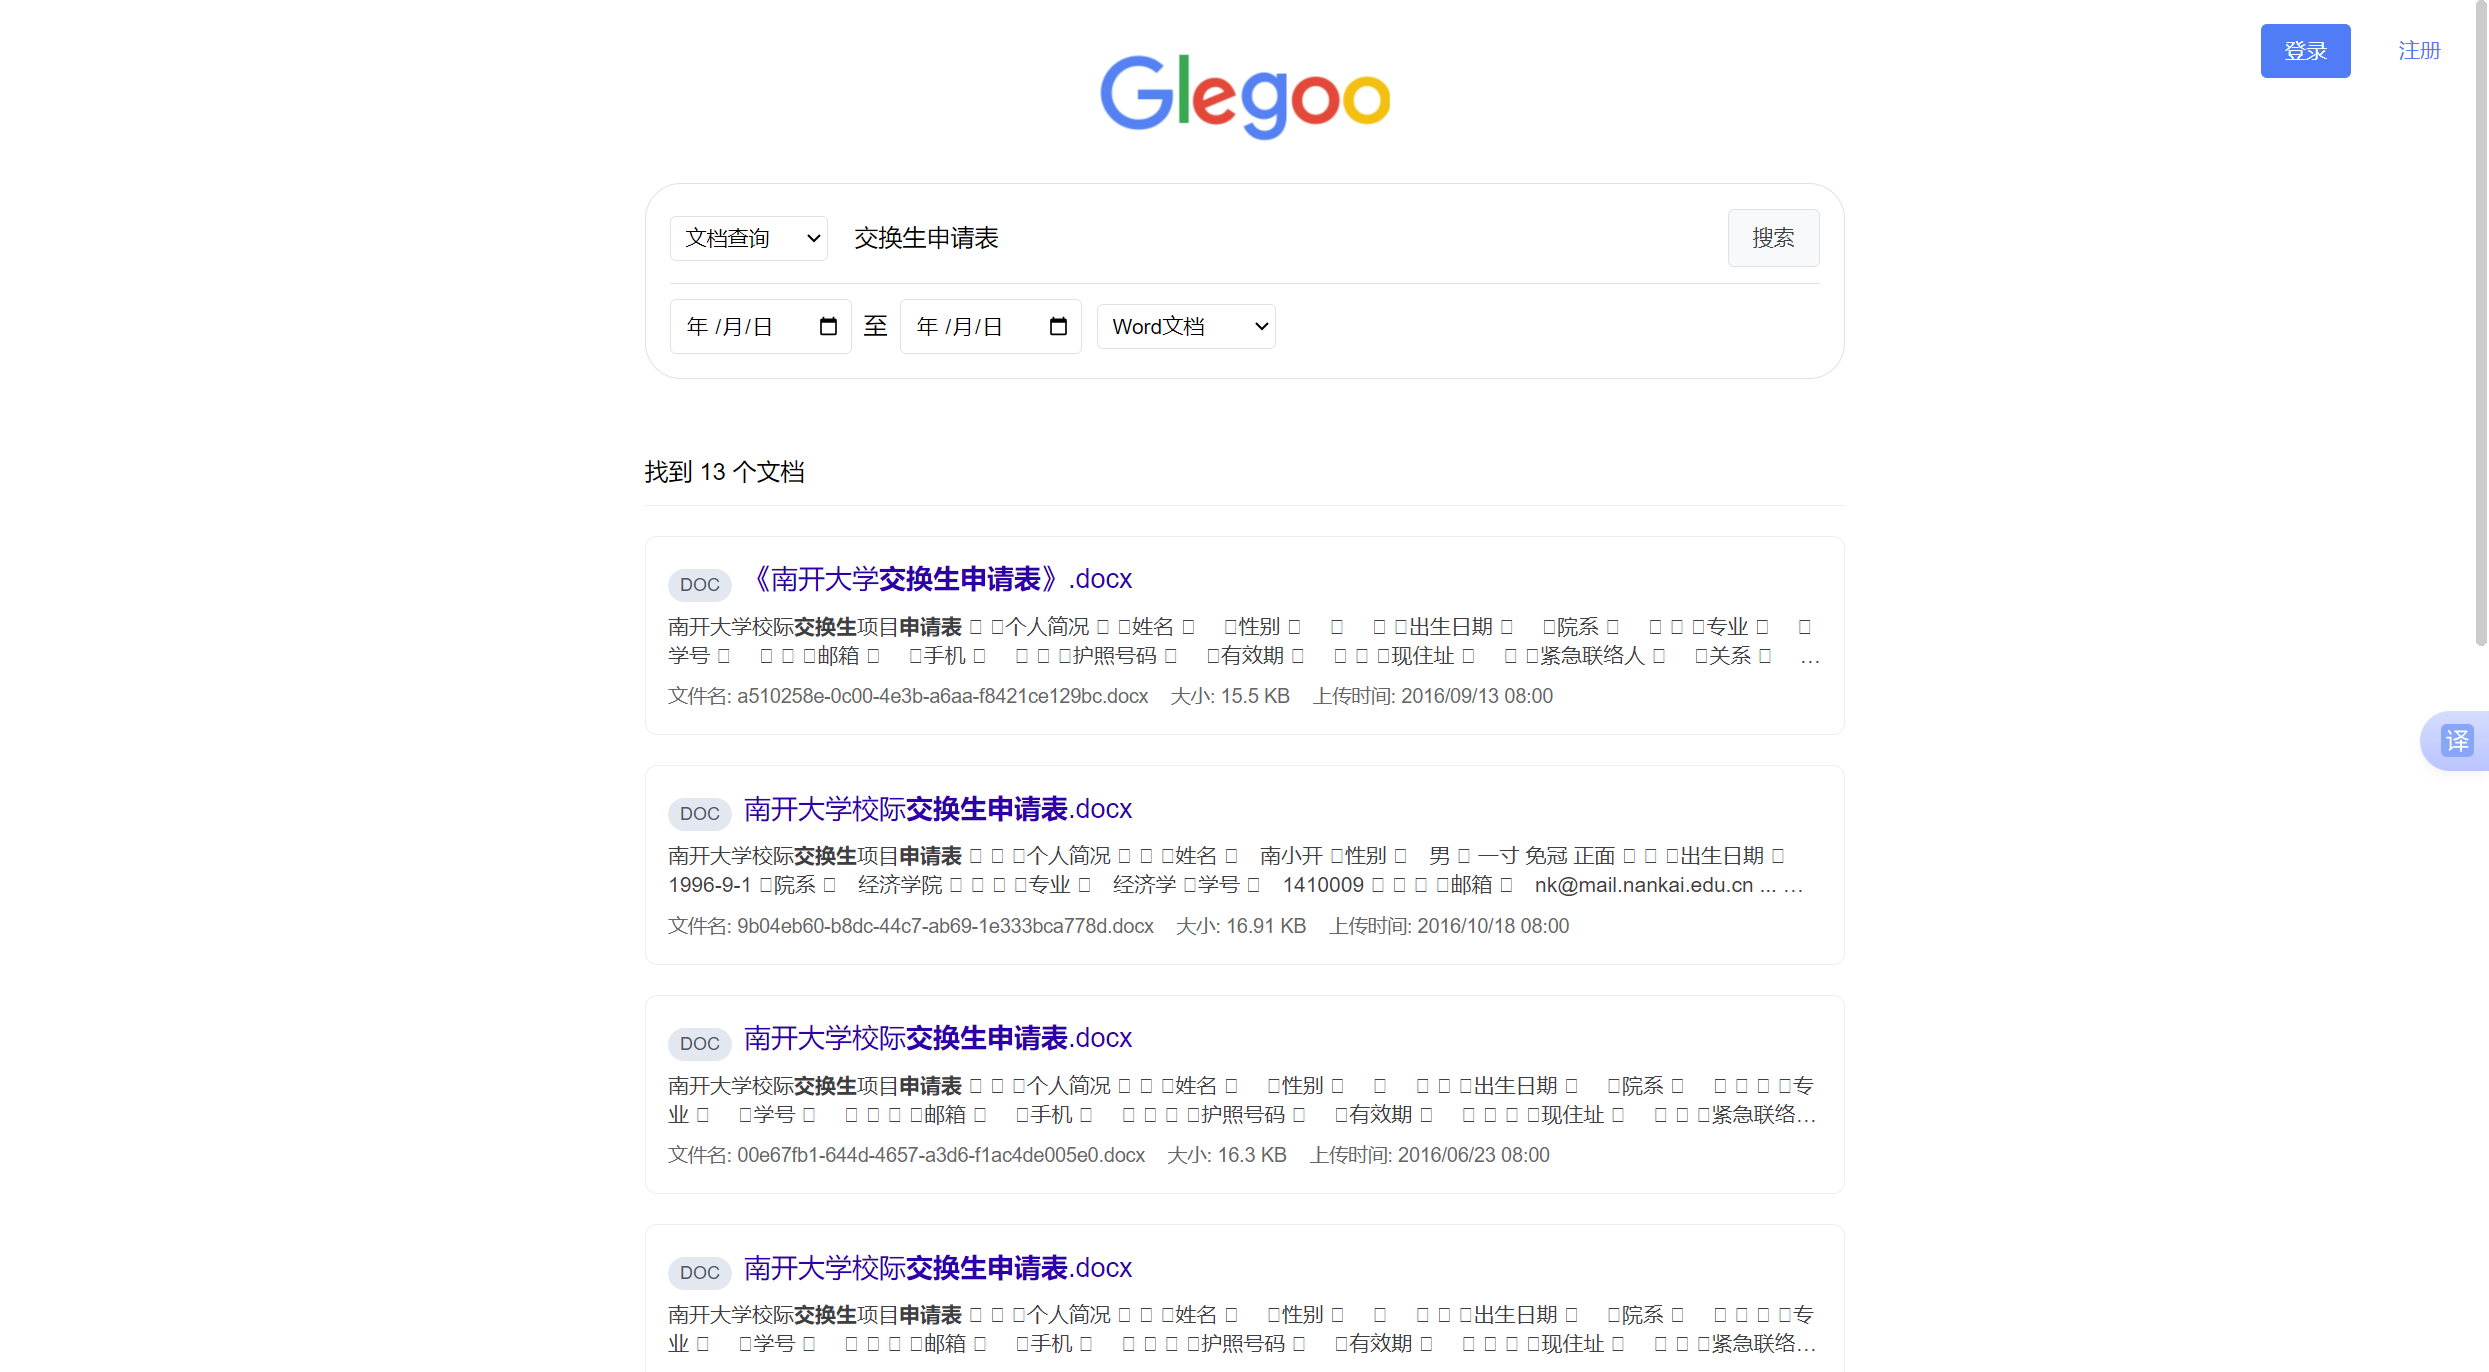 登录 注册
Glegoo
文档查询 交换生申请表 搜索
年 /月/日 至 年 /月/日 Word文档
找到 13 个文档
DOC 《南开大学交换生申请表》.docx
南开大学校际交换生项目申请表 个人简况 姓名 性别 出生日期 院系 专业
学号 邮箱 手机 护照号码 有效期 现住址 紧急联络人 关系 …
文件名: a510258e-0c00-4e3b-a6aa-f8421ce129bc.docx 大小: 15.5 KB 上传时间: 2016/09/13 08:00
译
DOC 南开大学校际交换生申请表.docx
南开大学校际交换生项目申请表 个人简况 姓名 南小开 性别 男 一寸 免冠 正面 出生日期
1996-9-1 院系 经济学院 专业 经济学 学号 1410009 邮箱 nk@mail.nankai.edu.cn ... …
文件名: 9b04eb60-b8dc-44c7-ab69-1e333bca778d.docx 大小: 16.91 KB 上传时间: 2016/10/18 08:00
DOC 南开大学校际交换生申请表.docx
南开大学校际交换生项目申请表 个人简况 姓名 性别 出生日期 院系 专
业 学号 邮箱 手机 护照号码 有效期 现住址 紧急联络…
文件名: 00e67fb1-644d-4657-a3d6-f1ac4de005e0.docx 大小: 16.3 KB 上传时间: 2016/06/23 08:00
DOC 南开大学校际交换生申请表.docx
南开大学校际交换生项目申请表 个人简况 姓名 性别 出生日期 院系 专
业 学号 邮箱 手机 护照号码 有效期 现住址 紧急联络…